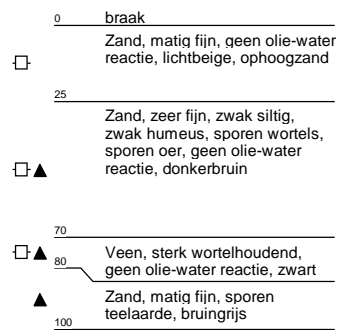 0 braak
Zand, matig fijn, geen olie-water
reactie, lichtbeige, ophoogzand
25
Zand, zeer fijn, zwak siltig,
zwak humeus, sporen wortels,
sporen oer, geen olie-water
reactie, donkerbruin
70
Veen, sterk wortelhoudend,
geen olie-water reactie, zwart
80
Zand, matig fijn, sporen
teelaarde, bruingrijs
100